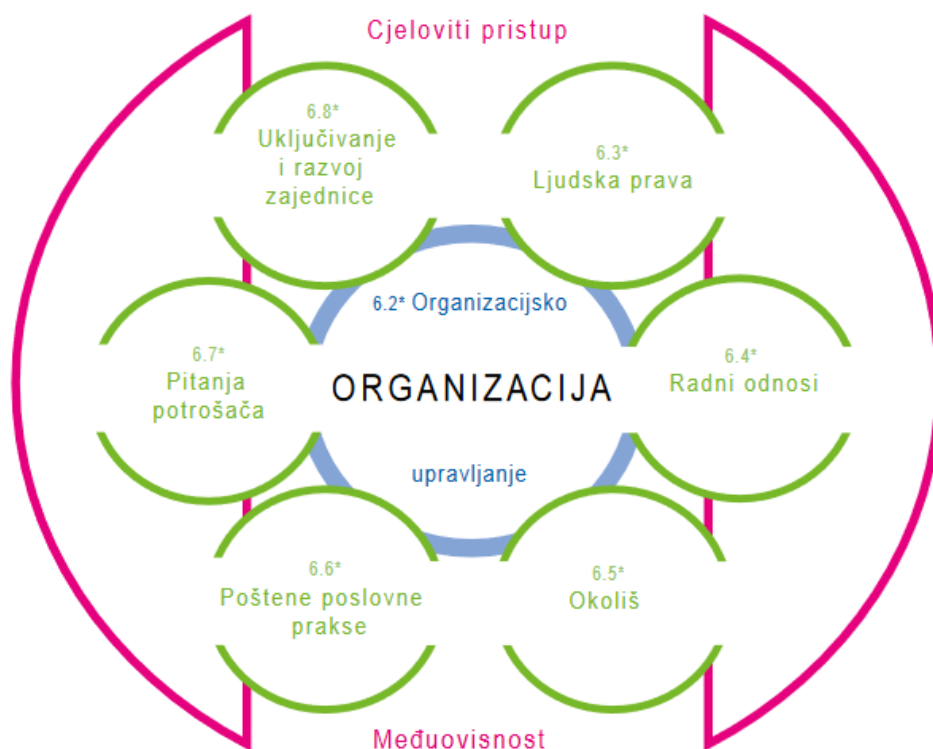 Cjeloviti pristup
6.8*
Uključivanje
i razvoj
zajednice
6.3*
Ljudska prava
6.2* Organizacijsko
6.7*
Pitanja
potrošača
ORGANIZACIJA
6.4*
Radni odnosi
upravljanje
6.6*
Poštene poslovne
prakse
6.5*
Okoliš
Međuovisnost